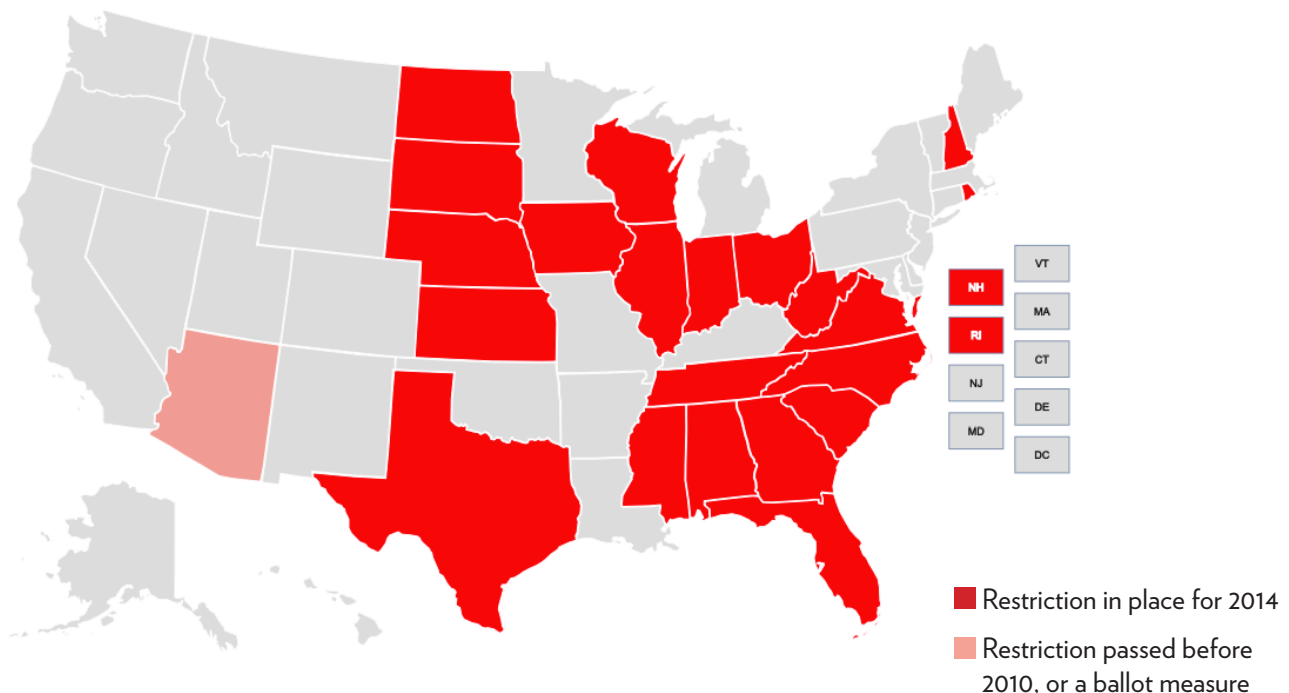 VT
NH
MA
RI
CT
NJ
DE
MD
DC
Restriction in place for 2014
Restriction passed before
2010, or a ballot measure